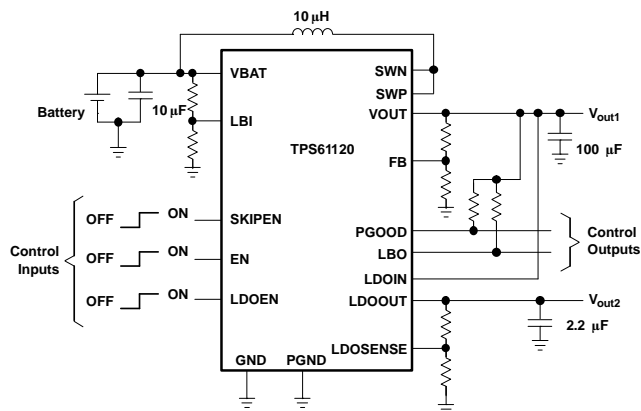 10 µH
VBAT
SWN
SWP
Battery
10 µF
LBI
VOUT
Vout1
TPS61120
100 µF
FB
OFF ON SKIPEN
PGOOD
Control
Outputs
Control
Inputs
OFF ON EN
LBO
LDOIN
OFF ON LDOEN
LDOOUT
Vout2
2.2 µF
LDOSENSE
GND
PGND